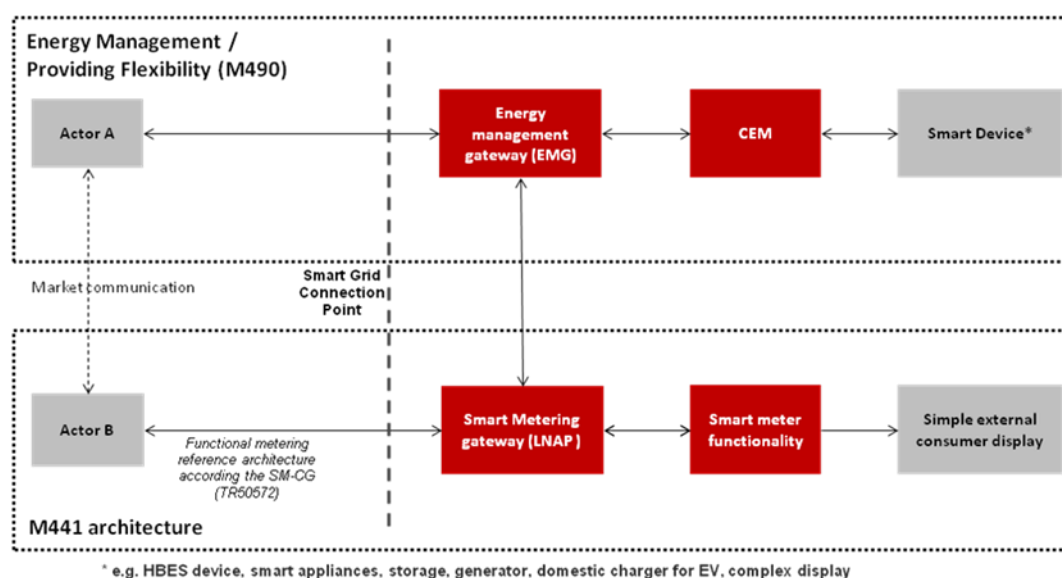 Energy Management /
Providing Flexibility (M490)
Actor A
Energy
management
gateway (EMG)
CEM
Smart Device*
Market communication
Smart Grid
Connection
Point
Actor B
Functional metering
reference architecture
according the SM-CG
(TR50572)
Smart Metering
gateway (LNAP)
Smart meter
functionality
Simple external
consumer display
M441 architecture
* e.g. HBES device, smart appliances, storage, generator, domestic charger for EV, complex display